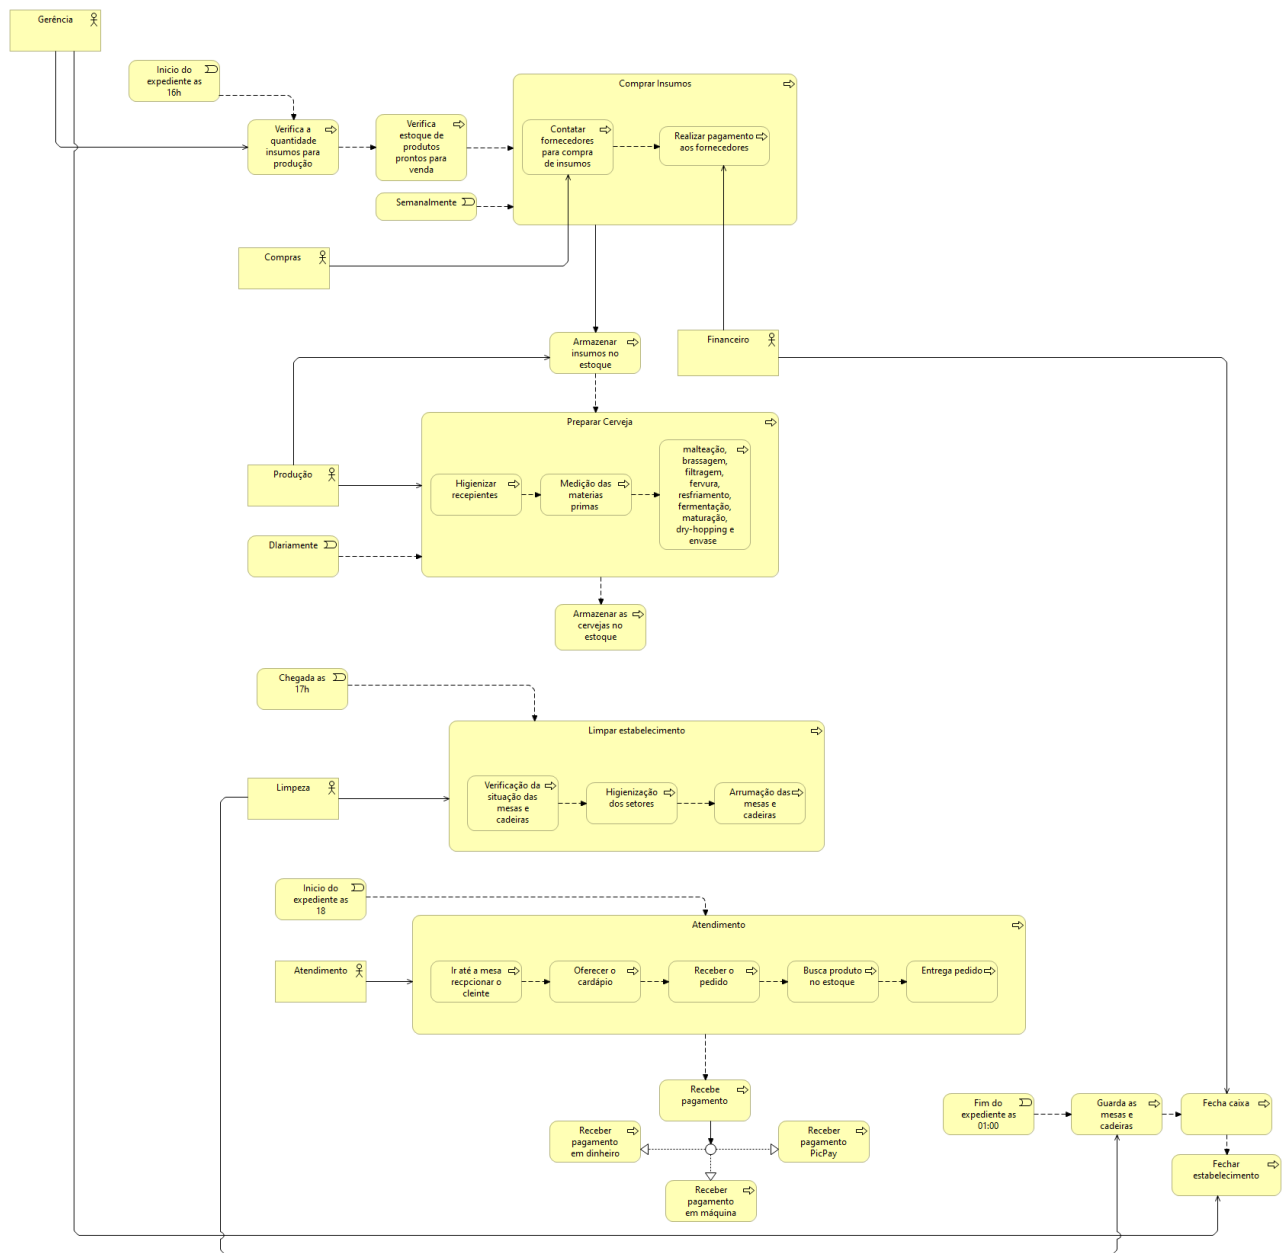 Gerência
Inicio do
expediente as
16h
Verifica a
quantidade
insumos para
produção
Verifica
estoque de
produtos
prontos para
venda
Comprar Insumos
Contatar
fornecedores
para compra
de insumos
Realizar pagamento
aos fornecedores
Semanalmente
Compras
Armazenar
insumos no
estoque
Financeiro
Preparar Cerveja
Produção
Higienizar
recepientes
Medição das
materias
primas
malteação,
brassagem,
filtragem,
fervura,
resfriamento,
fermentação,
maturação,
dry-hopping e
envase
DIariamente
Armazenar as
cervejas no
estoque
Chegada as
17h
Limpar estabelecimento
Limpeza
Verificação da
situação das
mesas e
cadeiras
Higienização
dos setores
Arrumação das
mesas e
cadeiras
Inicio do
expediente as
18
Atendimento
Atendimento
Ir até a mesa
recpcionar o
cleinte
Oferecer o
cardápio
Receber o
pedido
Busca produto
no estoque
Entrega pedido
Recebe
pagamento
Receber
pagamento
em dinheiro
Receber
pagamento
PicPay
Receber
pagamento
em máquina
Fim do
expediente as
01:00
Guarda as
mesas e
cadeiras
Fecha caixa
Fechar
estabelecimento